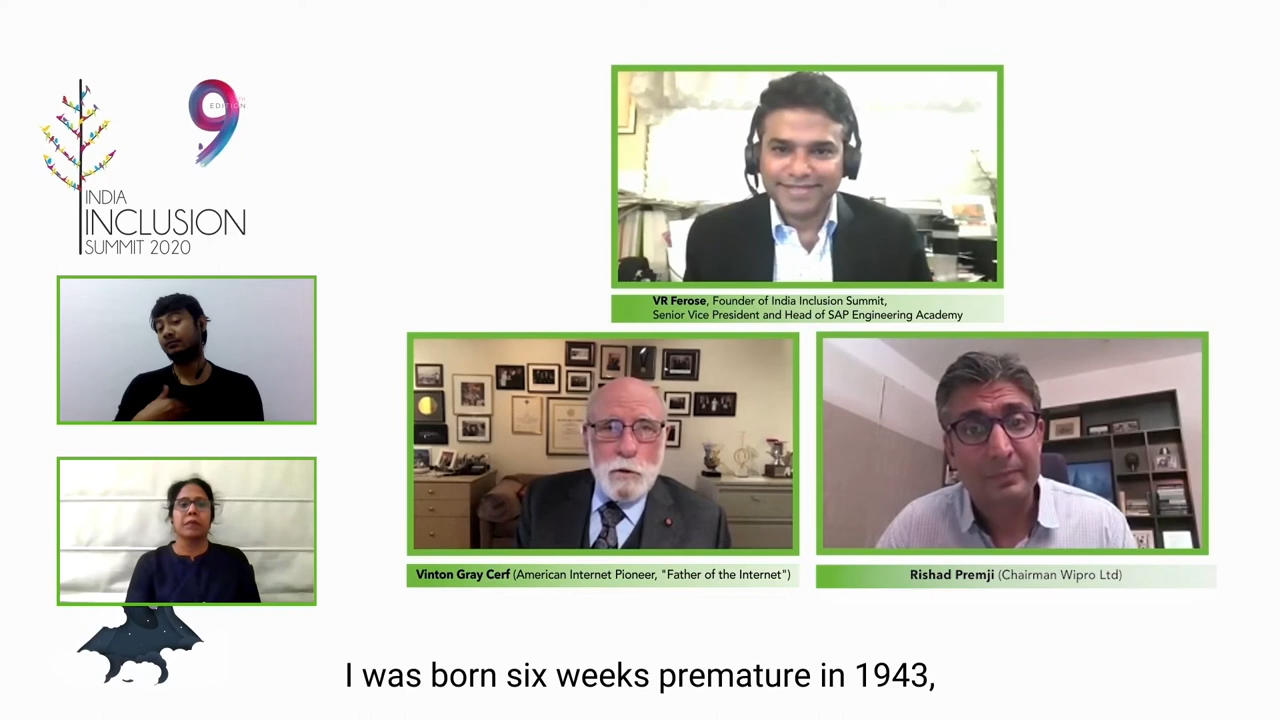 9
EDITION
INDIA
INCLUSION
SUMMIT 2020
VR Ferose, Founder of India Inclusion Summit,
Senior Vice President and Head of SAP Engineering Academy
Vinton Gray Cerf (American Internet Pioneer, "Father of the Internet")
Rishad Premji (Chairman Wipro Ltd)
I was born six weeks premature in 1943,